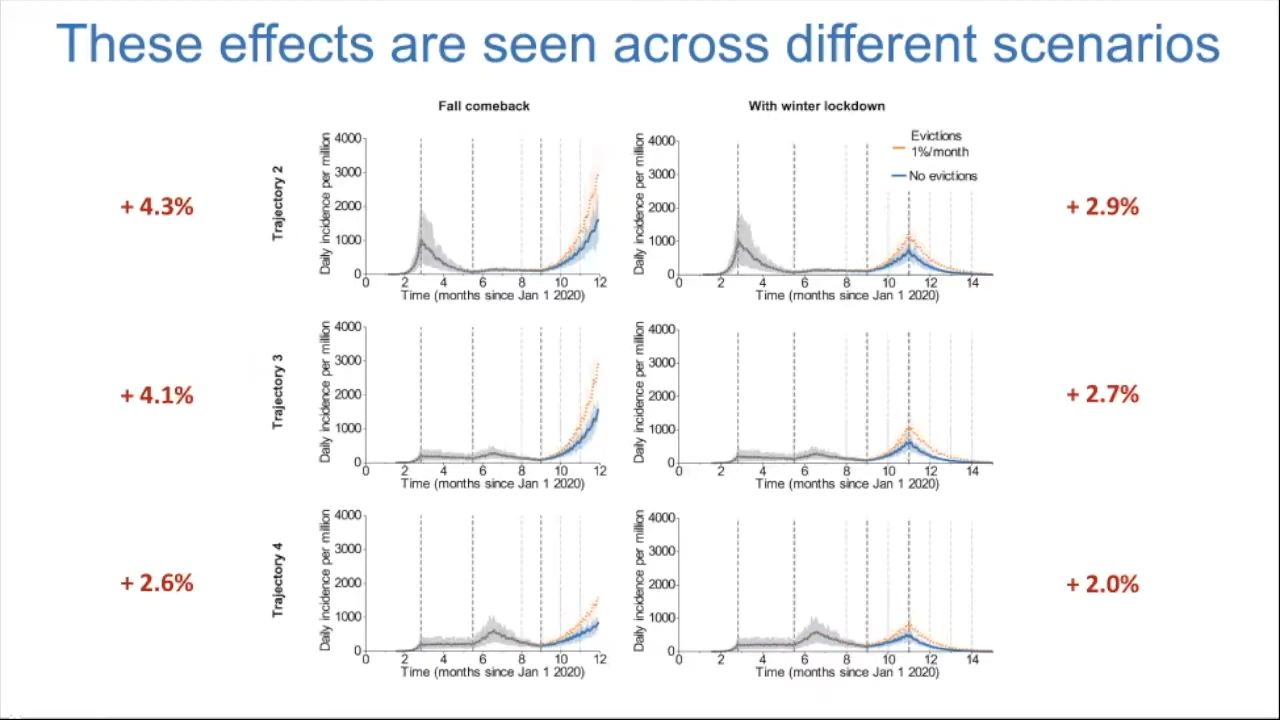 These effects are seen across different scenarios
Fall comeback
With winter lockdown
+ 4.3%
Trajectory 2
Daily incidence per million
4000
3000
2000
1000
0
0 2 4 6 8 10 12
Time (months since Jan 1 2020)
Daily incidence per million
4000
3000
2000
1000
0
0 2 4 6 8 10 12 14
Time (months since Jan 1 2020)
Evictions
1%/month
No evictions
+ 2.9%
+ 4.1%
Trajectory 3
Daily incidence per million
4000
3000
2000
1000
0
0 2 4 6 8 10 12
Time (months since Jan 1 2020)
Daily incidence per million
4000
3000
2000
1000
0
0 2 4 6 8 10 12 14
Time (months since Jan 1 2020)
+ 2.7%
+ 2.6%
Trajectory 4
Daily incidence per million
4000
3000
2000
1000
0
0 2 4 6 8 10 12
Time (months since Jan 1 2020)
Daily incidence per million
4000
3000
2000
1000
0
0 2 4 6 8 10 12 14
Time (months since Jan 1 2020)
+ 2.0%